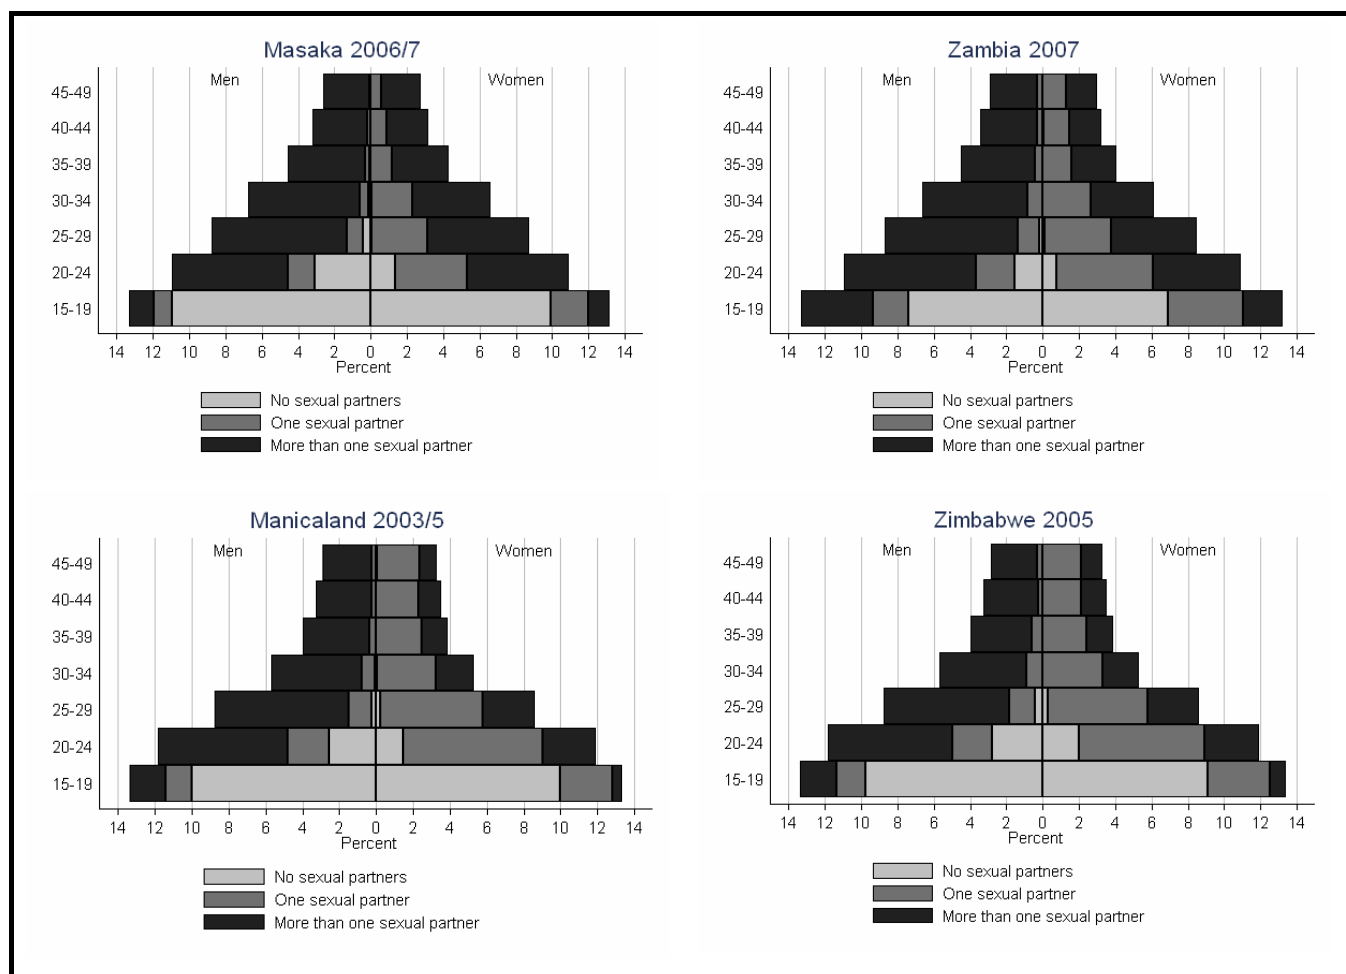 Masaka 2006/7
Men Women
45-49
40-44
35-39
30-34
25-29
20-24
15-19
14 12 10 8 6 4 2 0 2 4 6 8 10 12 14
Percent
No sexual partners
One sexual partner
More than one sexual partner
Zambia 2007
Men Women
45-49
40-44
35-39
30-34
25-29
20-24
15-19
14 12 10 8 6 4 2 0 2 4 6 8 10 12 14
Percent
No sexual partners
One sexual partner
More than one sexual partner
Manicaland 2003/5
Men Women
45-49
40-44
35-39
30-34
25-29
20-24
15-19
14 12 10 8 6 4 2 0 2 4 6 8 10 12 14
Percent
No sexual partners
One sexual partner
More than one sexual partner
Zimbabwe 2005
Men Women
45-49
40-44
35-39
30-34
25-29
20-24
15-19
14 12 10 8 6 4 2 0 2 4 6 8 10 12 14
Percent
No sexual partners
One sexual partner
More than one sexual partner